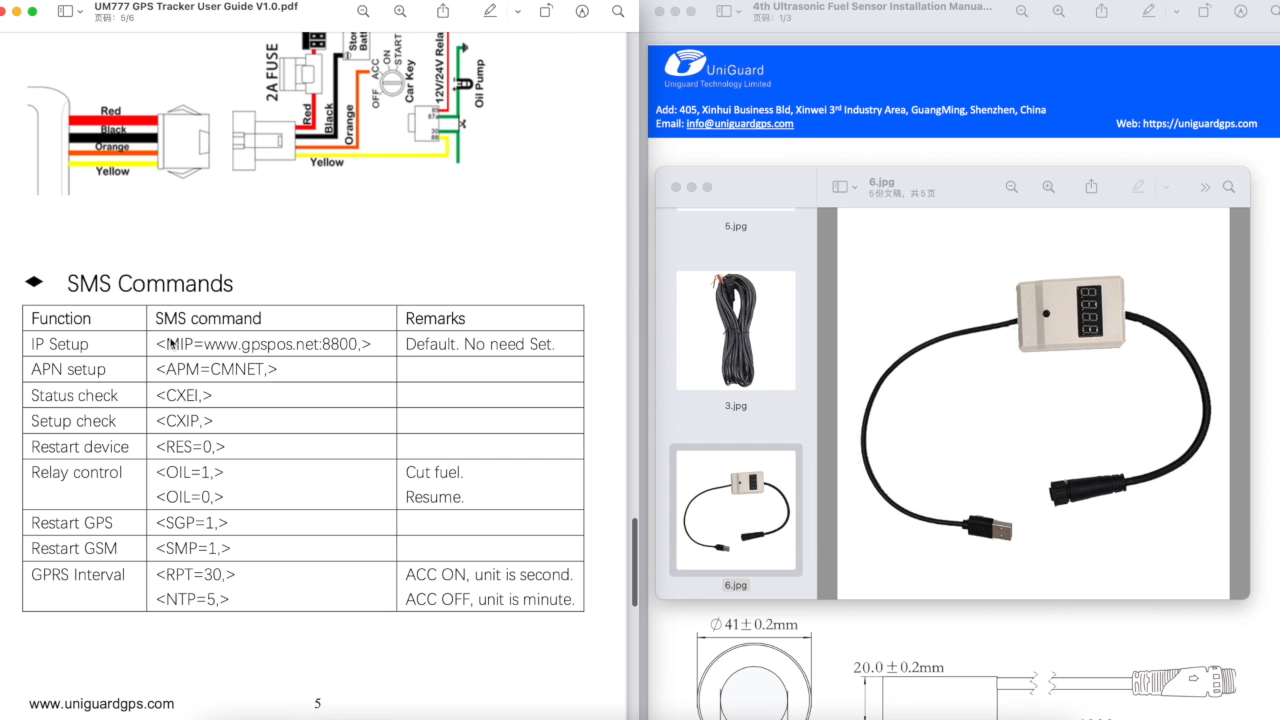 UM777 GPS Tracker User Guide V1.0.pdf
页码：5/6
2A FUSE
OFF ACC ON START
Car Key
12V/24V Rela
Oil Pump
Red
Black
Orange
Yellow
Red
Black
Orange
Yellow
87a
30
◆ SMS Commands
Function SMS command Remarks
IP Setup <MIP=www.gpspos.net:8800,> Default. No need Set.
APN setup <APM=CMNET,>
Status check <CXEI,>
Setup check <CXIP,>
Restart device <RES=0,>
Relay control <OIL=1,> Cut fuel.
<OIL=0,> Resume.
Restart GPS <SGP=1,>
Restart GSM <SMP=1,>
GPRS Interval <RPT=30,> ACC ON, unit is second.
<NTP=5,> ACC OFF, unit is minute.
www.uniguardgps.com 5
4th Ultrasonic Fuel Sensor Installation Manua...
页码：1/3
UniGuard
Uniguard Technology Limited
Add: 405, Xinhui Business Bld, Xinwei 3rd Industry Area, GuangMing, Shenzhen, China
Email: info@uniguardgps.com Web: https://uniguardgps.com
6.jpg
5份文稿，共5页
5.jpg
3.jpg
6.jpg
Ø 41±0.2mm
20.0±0.2mm